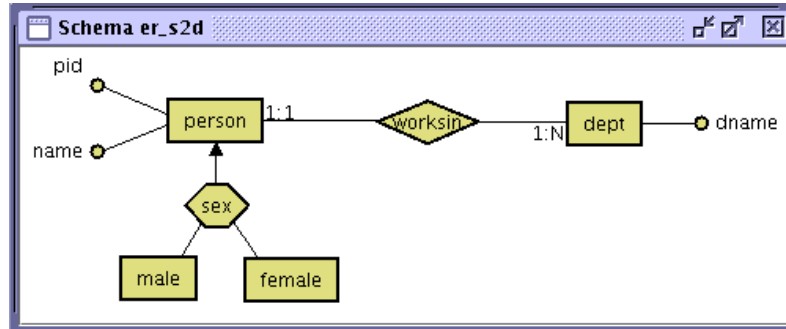 Schema er_s2d
pid
person
1:1
worksin
1:N
dept
dname
name
sex
male
female